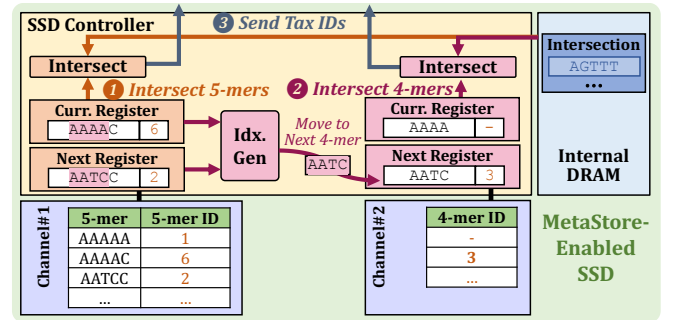 SSD Controller
3 Send Tax IDs
Intersection
AGTTT
...
Internal
DRAM
Intersect
Intersect
1 Intersect 5-mers
2 Intersect 4-mers
Curr. Register
AAAAC 6
Next Register
AATCC 2
Idx.
Gen
Move to
Next 4-mer
AATC
Curr. Register
AAAA -
Next Register
AATC 3
Channel#1
5-mer 5-mer ID
AAAAA 1
AAAAC 6
AATCC 2
... ...
Channel#2
4-mer ID
-
3
...
MetaStore-
Enabled
SSD